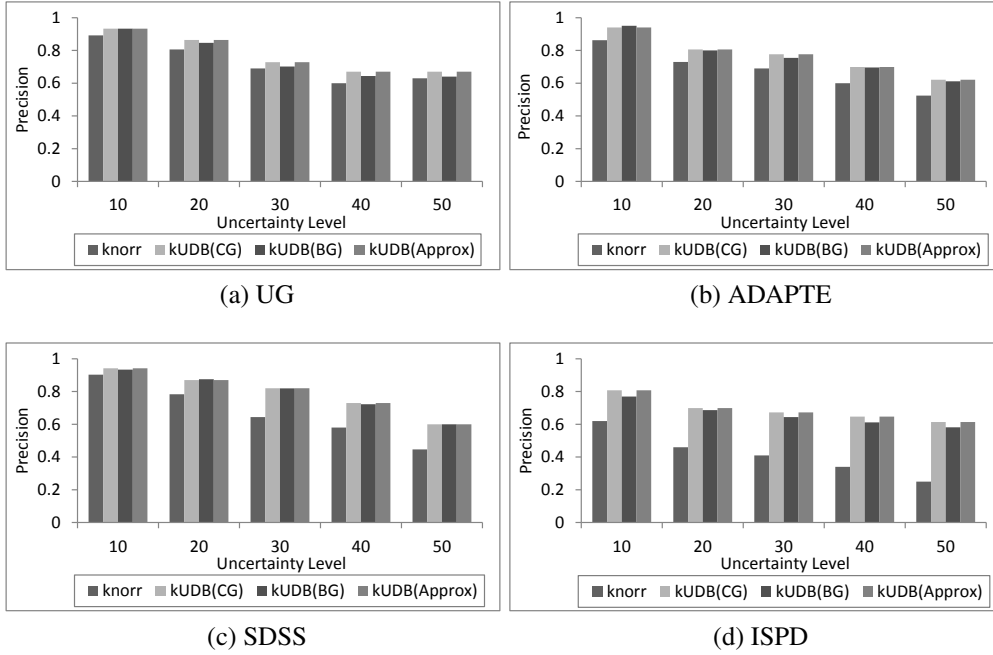 1
0.8
0.6
0.4
0.2
0
Precision
10 20 30 40 50
Uncertainty Level
knorr kUDB(CG) kUDB(BG) kUDB(Approx)
(a) UG
1
0.8
0.6
0.4
0.2
0
Precision
10 20 30 40 50
Uncertainty Level
knorr kUDB(CG) kUDB(BG) kUDB(Approx)
(b) ADAPTE
1
0.8
0.6
0.4
0.2
0
Precision
10 20 30 40 50
Uncertainty Level
knorr kUDB(CG) kUDB(BG) kUDB(Approx)
(c) SDSS
1
0.8
0.6
0.4
0.2
0
Precision
10 20 30 40 50
Uncertainty Level
knorr kUDB(CG) kUDB(BG) kUDB(Approx)
(d) ISPD